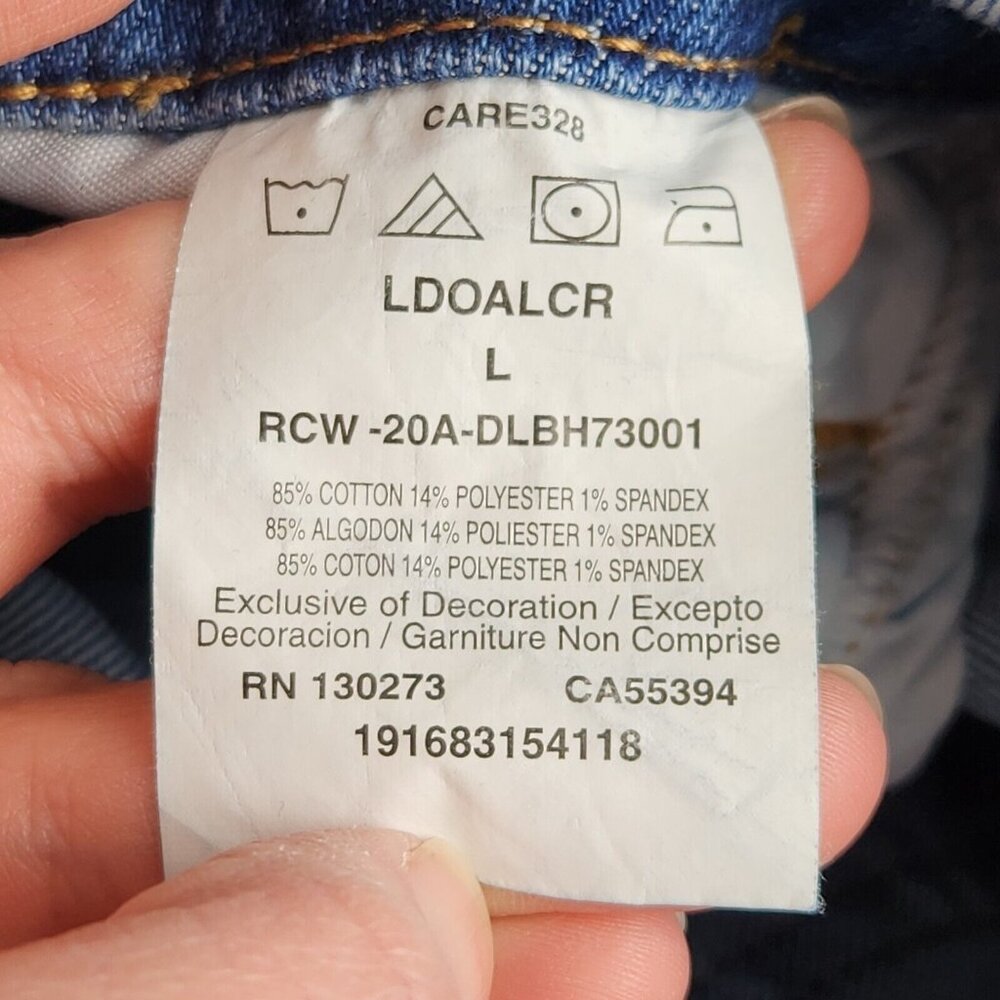 CARE328
LDOALCR
L
RCW -20A-DLBH73001
85% COTTON 14% POLYESTER 1% SPANDEX
85% ALGODON 14% POLIESTER 1% SPANDEX
85% COTON 14% POLYESTER 1% SPANDEX
Exclusive of Decoration / Excepto
Decoracion / Garniture Non Comprise
RN 130273 CA55394
191683154118